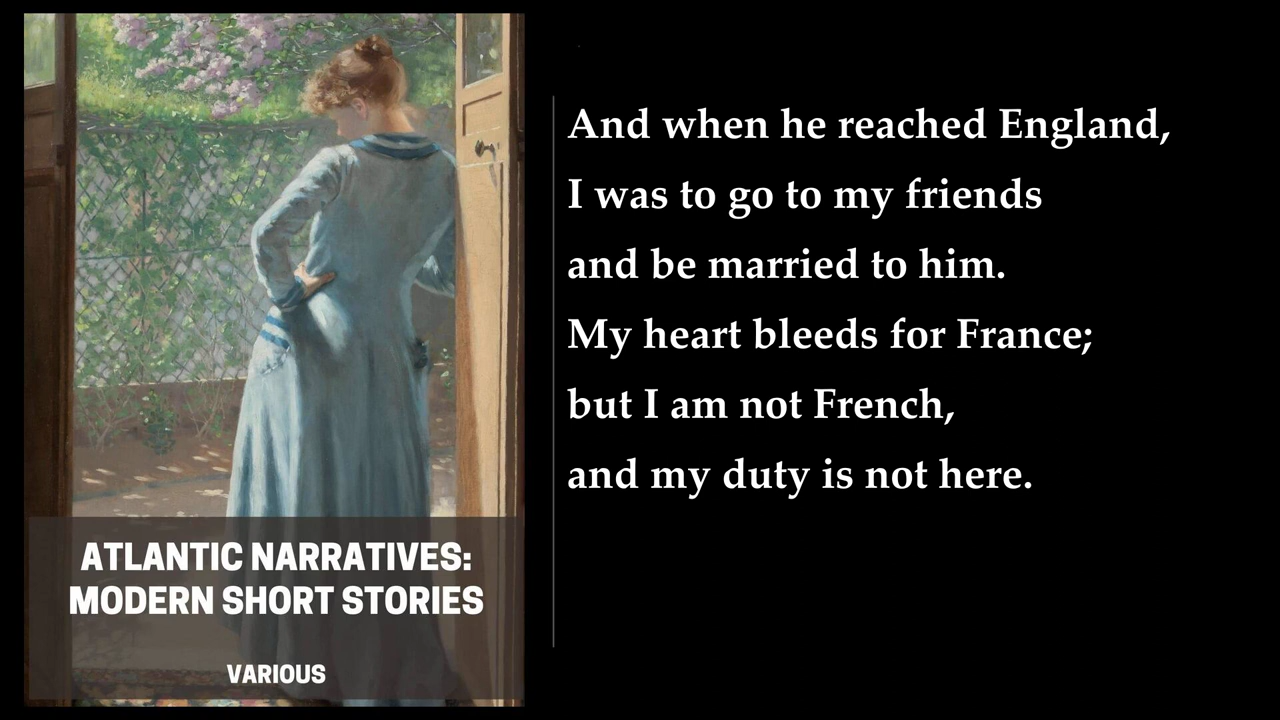 And when he reached England,
I was to go to my friends
and be married to him.
My heart bleeds for France;
but I am not French,
and my duty is not here.
ATLANTIC NARRATIVES:
MODERN SHORT STORIES
VARIOUS